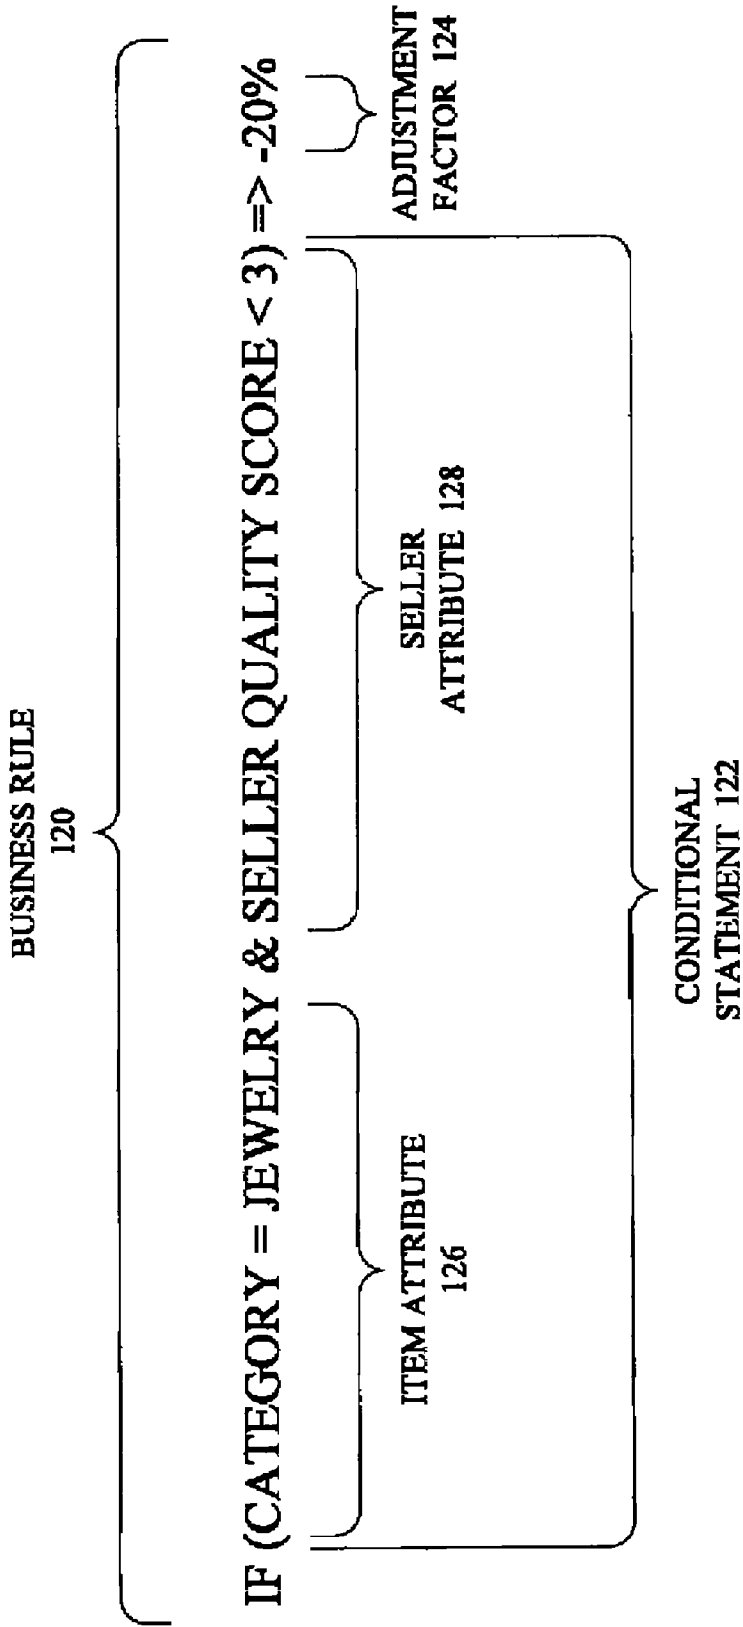 BUSINESS RULE
120
IF (CATEGORY = JEWELRY & SELLER QUALITY SCORE < 3) => -20%
ITEM ATTRIBUTE
126
SELLER
ATTRIBUTE 128
ADJUSTMENT
FACTOR 124
CONDITIONAL
STATEMENT 122